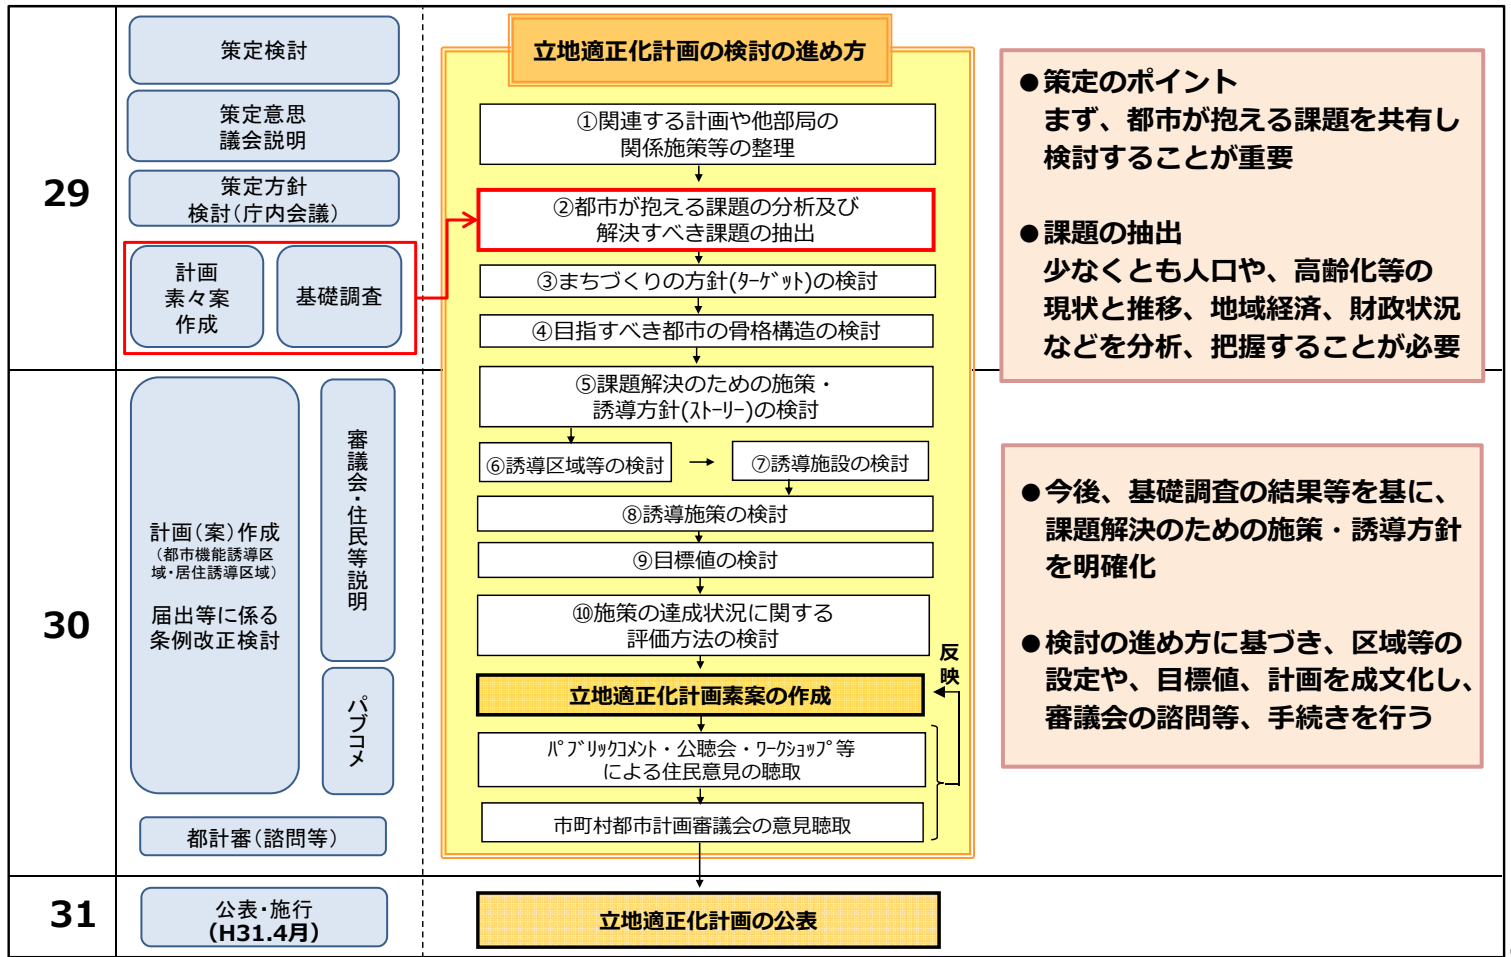 29
策定検討
策定意思
議会説明
策定方針
検討(庁内会議)
計画
素々案
作成
基礎調査
30
計画(案)作成
(都市機能誘導区
域・居住誘導区域)
届出等に係る
条例改正検討
審議会・住民等説明
パブコメ
都計審(諮問等)
31
公表・施行
(H31.4月)
立地適正化計画の検討の進め方
①関連する計画や他部局の
関係施策等の整理
②都市が抱える課題の分析及び
解決すべき課題の抽出
③まちづくりの方針(ﾀｰｹﾞｯﾄ)の検討
④目指すべき都市の骨格構造の検討
⑤課題解決のための施策・
誘導方針(ｽﾄｰﾘｰ)の検討
⑥誘導区域等の検討
⑦誘導施設の検討
⑧誘導施策の検討
⑨目標値の検討
⑩施策の達成状況に関する
評価方法の検討
反映
立地適正化計画素案の作成
ﾊﾟﾌﾞﾘｯｸｺﾒﾝﾄ・公聴会・ﾜｰｸｼｮｯﾌﾟ等
による住民意見の聴取
市町村都市計画審議会の意見聴取
立地適正化計画の公表
●策定のポイント
まず、都市が抱える課題を共有し
検討することが重要
●課題の抽出
少なくとも人口や、高齢化等の
現状と推移、地域経済、財政状況
などを分析、把握することが必要
●今後、基礎調査の結果等を基に、
課題解決のための施策・誘導方針
を明確化
●検討の進め方に基づき、区域等の
設定や、目標値、計画を成文化し、
審議会の諮問等、手続きを行う